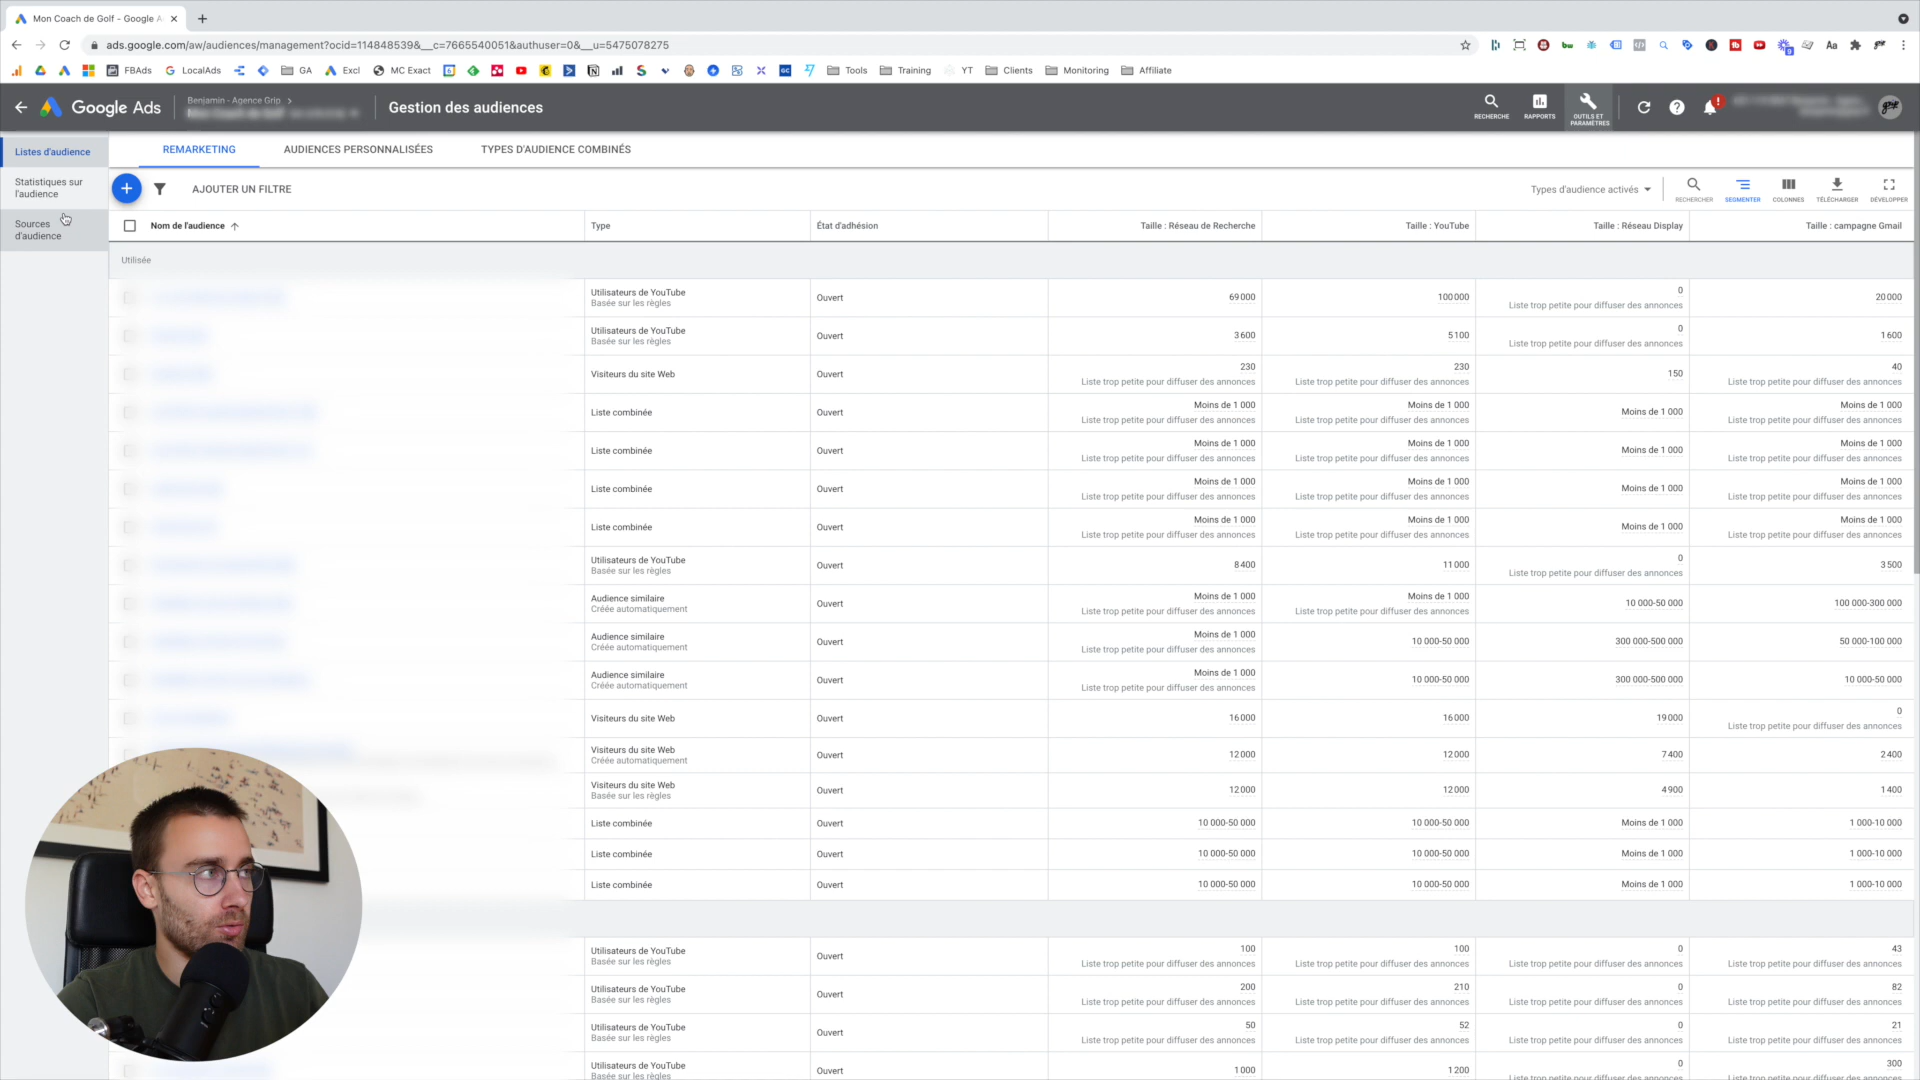 Mon Coach de Golf - Google A
ads.google.com/aw/audiences/management?ocid=114848539&__c=7665540051&authuser=0&__u=5475078275
FBAds
LocalAds
GA
Excl
MC Exact
Tools
Training
YT
Clients
Monitoring
Affiliate
Google Ads
Benjamin - Agence Grip
Gestion des audiences
RECHERCHE
RAPPORTS
OUTILS ET
PARAMÈTRES
Listes d'audience
Statistiques sur
l'audience
Sources
d'audience
REMARKETING
AUDIENCES PERSONNALISÉES
TYPES D'AUDIENCE COMBINÉS
AJOUTER UN FILTRE
Types d'audience activés
RECHERCHER
SEGMENTER
COLONNES
TÉLÉCHARGER
DÉVELOPPER
Nom de l'audience Type État d'adhésion Taille : Réseau de Recherche Taille : YouTube Taille : Réseau Display Taille : campagne Gmail
Utilisée
Utilisateurs de YouTube
Basée sur les règles
Ouvert
69 000
100 000
0
Liste trop petite pour diffuser des annonces
20 000
Utilisateurs de YouTube
Basée sur les règles
Ouvert
3 600
5 100
0
Liste trop petite pour diffuser des annonces
1 600
Visiteurs du site Web
Ouvert
230
Liste trop petite pour diffuser des annonces
230
Liste trop petite pour diffuser des annonces
150
40
Liste trop petite pour diffuser des annonces
Liste combinée
Ouvert
Moins de 1 000
Liste trop petite pour diffuser des annonces
Moins de 1 000
Liste trop petite pour diffuser des annonces
Moins de 1 000
Moins de 1 000
Liste trop petite pour diffuser des annonces
Liste combinée
Ouvert
Moins de 1 000
Liste trop petite pour diffuser des annonces
Moins de 1 000
Liste trop petite pour diffuser des annonces
Moins de 1 000
Moins de 1 000
Liste trop petite pour diffuser des annonces
Liste combinée
Ouvert
Moins de 1 000
Liste trop petite pour diffuser des annonces
Moins de 1 000
Liste trop petite pour diffuser des annonces
Moins de 1 000
Moins de 1 000
Liste trop petite pour diffuser des annonces
Liste combinée
Ouvert
Moins de 1 000
Liste trop petite pour diffuser des annonces
Moins de 1 000
Liste trop petite pour diffuser des annonces
Moins de 1 000
Moins de 1 000
Liste trop petite pour diffuser des annonces
Utilisateurs de YouTube
Basée sur les règles
Ouvert
8 400
11 000
0
Liste trop petite pour diffuser des annonces
3 500
Audience similaire
Créée automatiquement
Ouvert
Moins de 1 000
Liste trop petite pour diffuser des annonces
Moins de 1 000
Liste trop petite pour diffuser des annonces
10 000-50 000
100 000-300 000
Audience similaire
Créée automatiquement
Ouvert
Moins de 1 000
Liste trop petite pour diffuser des annonces
10 000-50 000
300 000-500 000
50 000-100 000
Audience similaire
Créée automatiquement
Ouvert
Moins de 1 000
Liste trop petite pour diffuser des annonces
10 000-50 000
300 000-500 000
10 000-50 000
Visiteurs du site Web
Ouvert
16 000
16 000
19 000
0
Liste trop petite pour diffuser des annonces
Visiteurs du site Web
Créée automatiquement
Ouvert
12 000
12 000
7 400
2 400
Visiteurs du site Web
Basée sur les règles
Ouvert
12 000
12 000
4 900
1 400
Liste combinée
Ouvert
10 000-50 000
10 000-50 000
Moins de 1 000
1 000-10 000
Liste combinée
Ouvert
10 000-50 000
10 000-50 000
Moins de 1 000
1 000-10 000
Liste combinée
Ouvert
10 000-50 000
10 000-50 000
Moins de 1 000
1 000-10 000
Utilisateurs de YouTube
Basée sur les règles
Ouvert
100
Liste trop petite pour diffuser des annonces
100
Liste trop petite pour diffuser des annonces
0
Liste trop petite pour diffuser des annonces
43
Liste trop petite pour diffuser des annonces
Utilisateurs de YouTube
Basée sur les règles
Ouvert
200
Liste trop petite pour diffuser des annonces
210
Liste trop petite pour diffuser des annonces
0
Liste trop petite pour diffuser des annonces
82
Liste trop petite pour diffuser des annonces
Utilisateurs de YouTube
Basée sur les règles
Ouvert
50
Liste trop petite pour diffuser des annonces
52
Liste trop petite pour diffuser des annonces
0
Liste trop petite pour diffuser des annonces
21
Liste trop petite pour diffuser des annonces
Utilisateurs de YouTube
Basée sur les règles
Ouvert
1 000
1 200
0
Liste trop petite pour diffuser des annonces
300
Liste trop petite pour diffuser des annonces